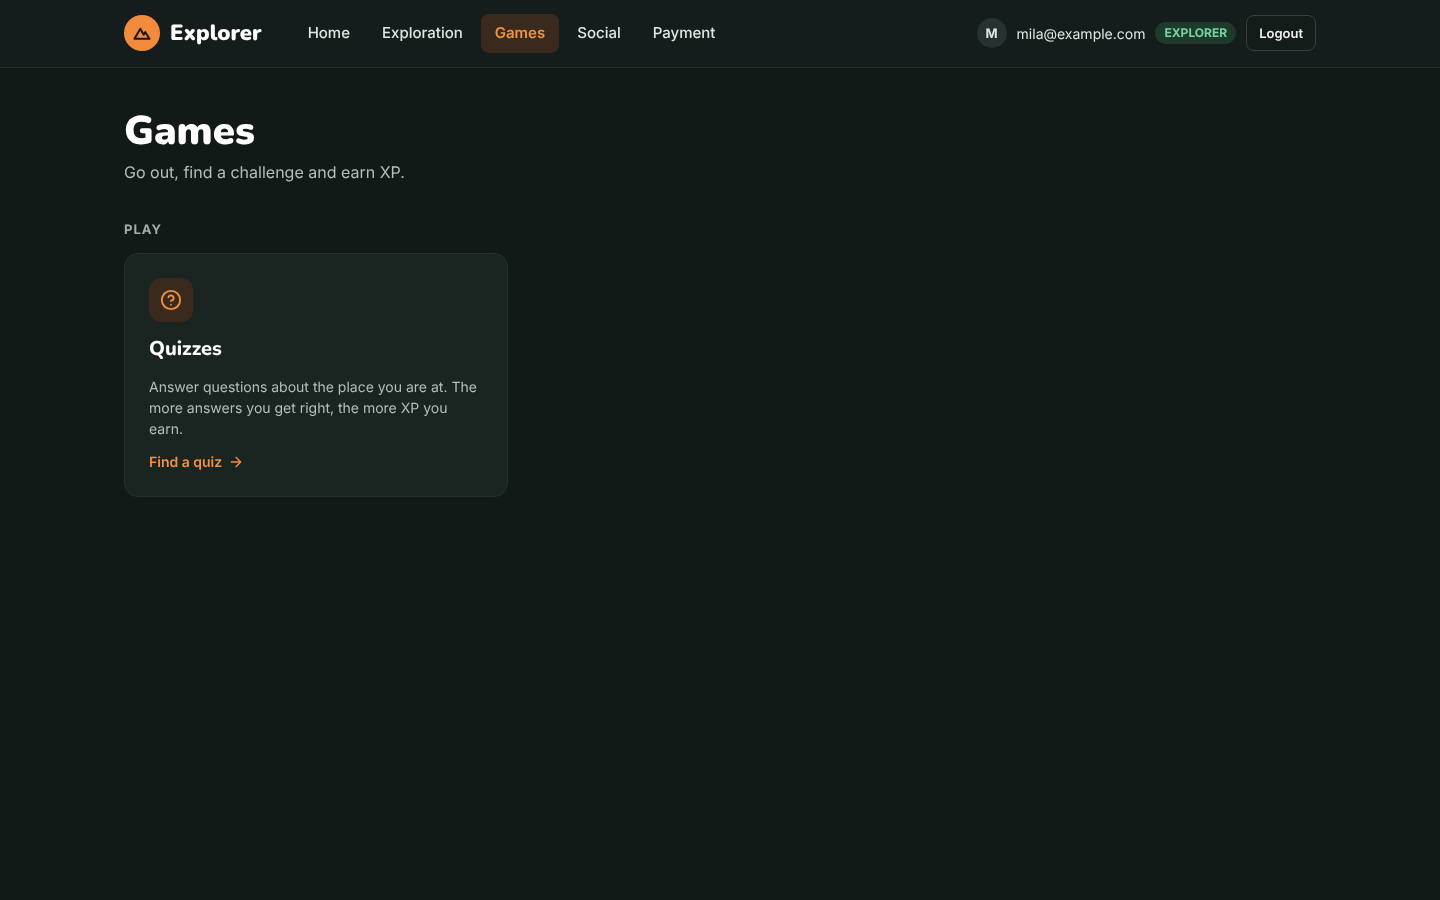 Explorer
Home
Exploration
Games
Social
Payment
M
mila@example.com
EXPLORER
Logout
Games
Go out, find a challenge and earn XP.
PLAY
Quizzes
Answer questions about the place you are at. The
more answers you get right, the more XP you
earn.
Find a quiz →